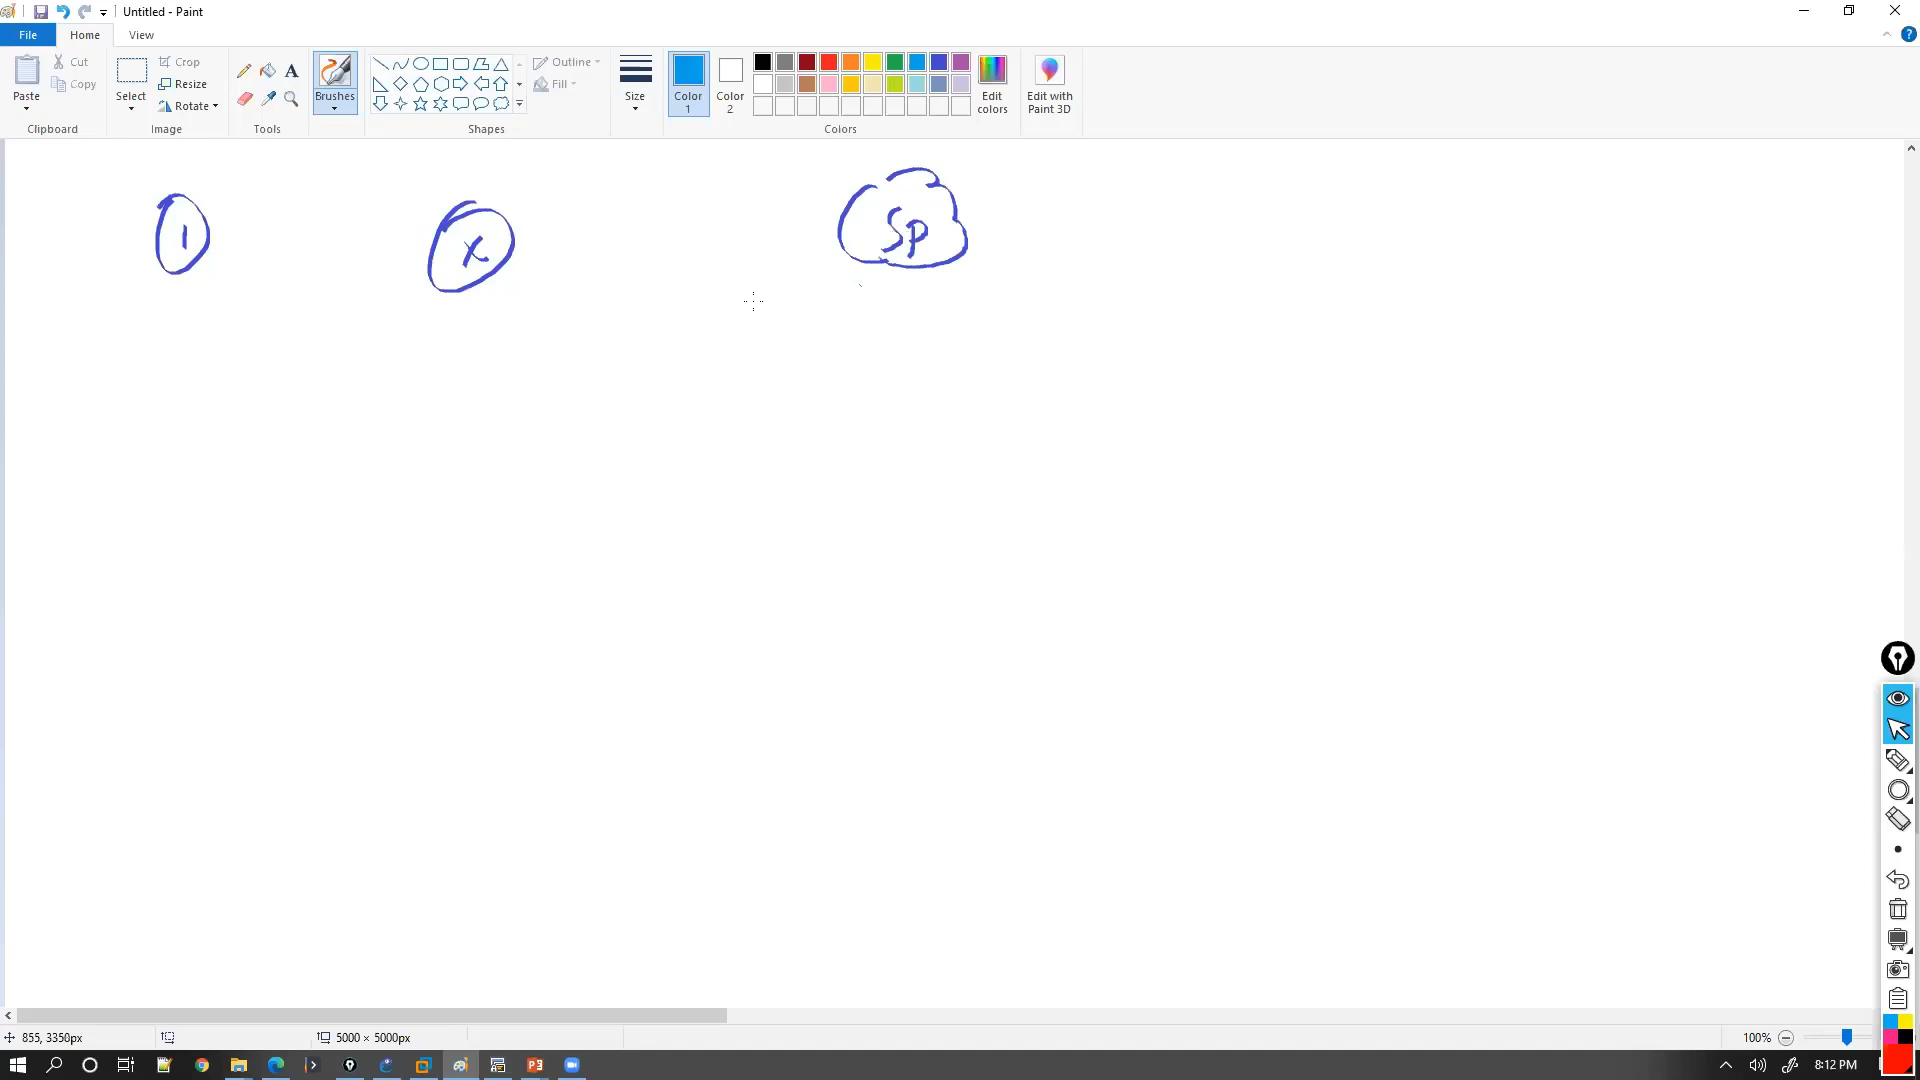 Untitled - Paint
File Home View
Paste Cut Copy Clipboard
Select Crop Resize Rotate Image
Tools
A
Brushes
Shapes
Outline Fill
Size
Color 1
Color 2
Colors
Edit colors
Edit with Paint 3D
1 X SP
855, 3350px 5000 × 5000px 100%
8:12 PM